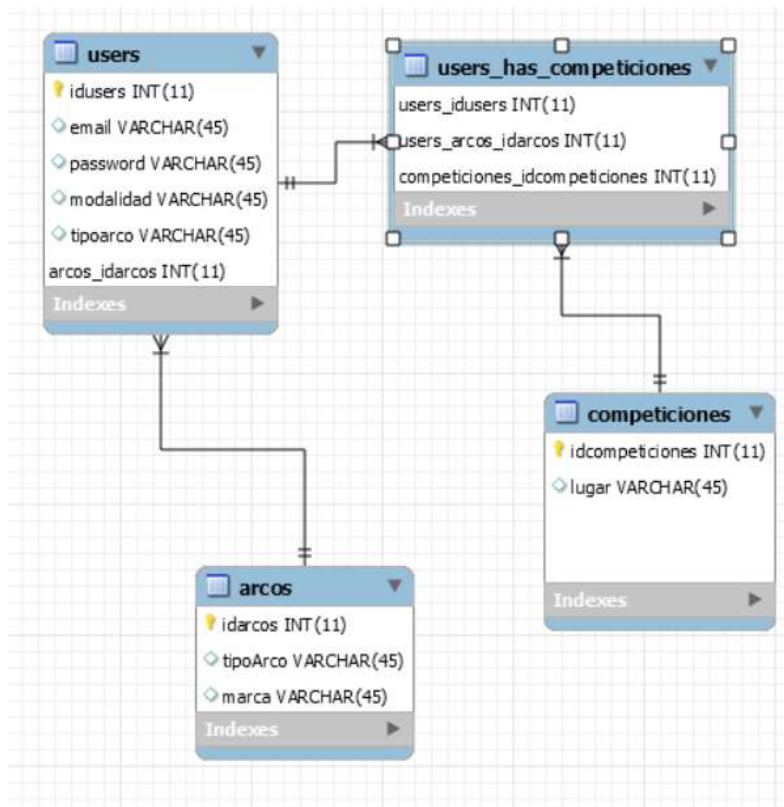 users
idusers INT(11)
email VARCHAR(45)
password VARCHAR(45)
modalidad VARCHAR(45)
tipoarco VARCHAR(45)
arcos_idarcos INT(11)
Indexes
users_has_competiciones
users_idusers INT(11)
users_arcos_idarcos INT(11)
competiciones_idcompeticiones INT(11)
Indexes
competiciones
idcompeticiones INT(11)
lugar VARCHAR(45)
Indexes
arcos
idarcos INT(11)
tipoArco VARCHAR(45)
marca VARCHAR(45)
Indexes